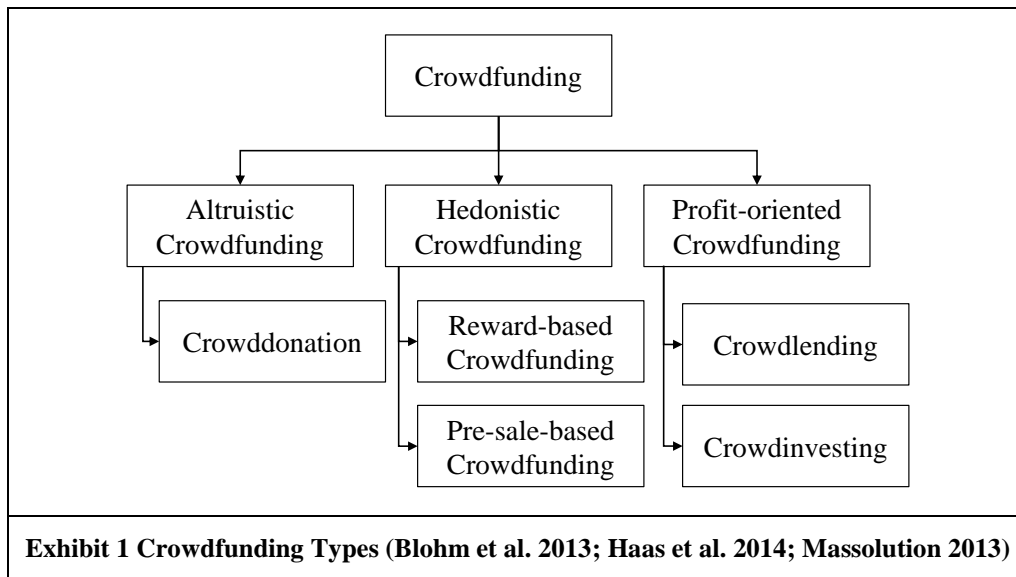 Crowdfunding
Altruistic
Crowdfunding
Hedonistic
Crowdfunding
Profit-oriented
Crowdfunding
Crowddonation
Reward-based
Crowdfunding
Crowdlending
Pre-sale-based
Crowdfunding
Crowdinvesting
Exhibit 1 Crowdfunding Types (Blohm et al. 2013; Haas et al. 2014; Massolution 2013)